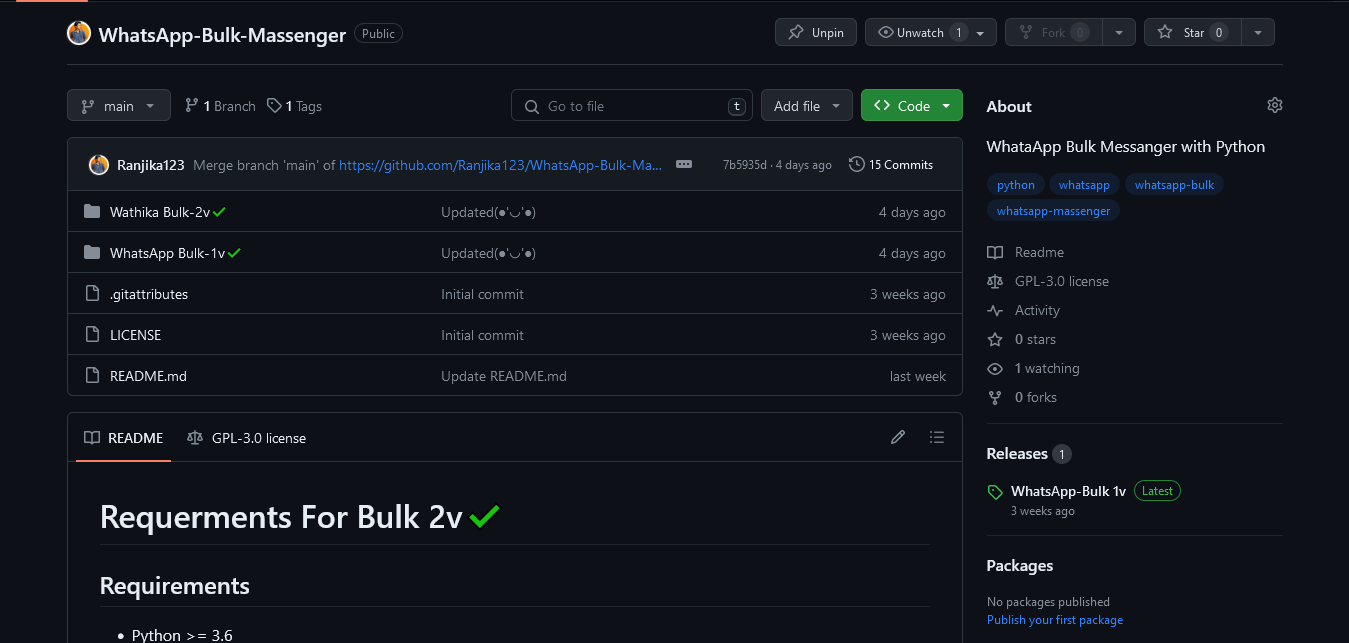 WhatsApp-Bulk-Massenger Public Unpin Unwatch 1 Fork 0 Star 0
main 1 Branch 1 Tags Go to file t Add file Code
Ranjika123 Merge branch 'main' of https://github.com/Ranjika123/WhatsApp-Bulk-Ma... 7b5935d · 4 days ago 15 Commits
Wathika Bulk-2v✔ Updated(●'◡'●) 4 days ago
WhatsApp Bulk-1v✔ Updated(●'◡'●) 4 days ago
.gitattributes Initial commit 3 weeks ago
LICENSE Initial commit 3 weeks ago
README.md Update README.md last week
README GPL-3.0 license
Requerments For Bulk 2v✔
Requirements
• Python >= 3.6
About
WhataApp Bulk Messanger with Python
python whatsapp whatsapp-bulk
whatsapp-massenger
Readme
GPL-3.0 license
Activity
0 stars
1 watching
0 forks
Releases 1
WhatsApp-Bulk 1v Latest
3 weeks ago
Packages
No packages published
Publish your first package